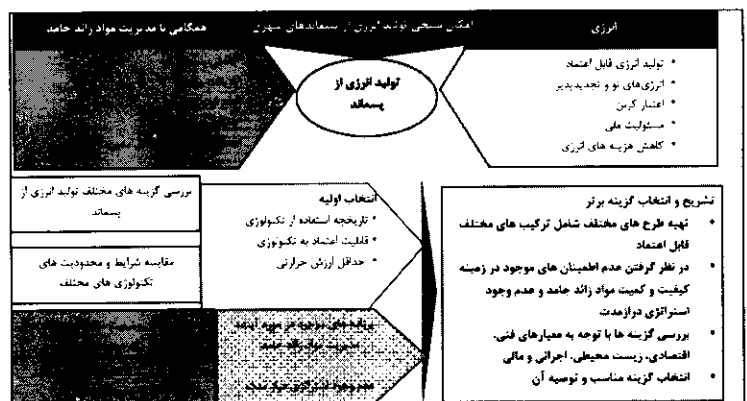 انرژی
امکان سنجی تولید انرژی از پسماندهای شهری
همگامی با مدیریت مواد زائد جامد
• تولید انرژی قابل اعتماد
• انرژی‌های نو و تجدیدپذیر
• اعتبار کربن
• مسئولیت ملی
• کاهش هزینه های انرژی
تولید انرژی از
پسماند
بررسی گزینه های مختلف تولید انرژی از
پسماند
مقایسه شرایط و محدودیت های
تکنولوژی های مختلف
انتخاب اولیه
• تاریخچه استفاده از تکنولوژی
• قابلیت اعتماد به تکنولوژی
• حداقل ارزش حرارتی
مدیریت مواد زائد جامد
تشریح و انتخاب گزینه برتر
• تهیه طرح های مختلف شامل ترکیب های مختلف
قابل اعتماد
• در نظر گرفتن عدم اطمینان های موجود در زمینه
کیفیت و کمیت مواد زائد جامد و عدم وجود
استراتژی درازمدت
• بررسی گزینه ها با توجه به معیارهای فنی،
اقتصادی، زیست محیطی، اجرائی و مالی
• انتخاب گزینه مناسب و توصیه آن